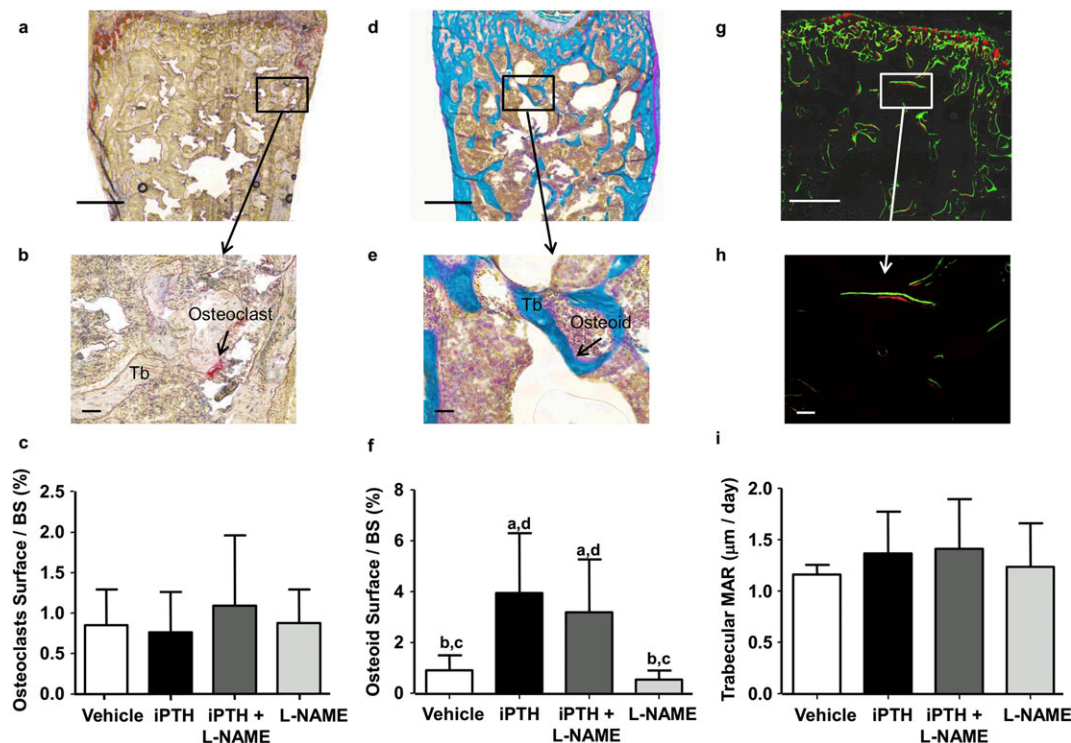 a
d
g
b
Osteoclast
Tb
e
Tb
Osteoid
h
c
Osteoclasts Surface / BS (%)
2.5
2.0
1.5
1.0
0.5
0.0
Vehicle iPTH iPTH + L-NAME
L-NAME
f
Osteoid Surface / BS (%)
8
6
4
2
0
b,c
a,d
a,d
b,c
Vehicle iPTH iPTH + L-NAME
L-NAME
i
Trabecular MAR (μm / day)
2.0
1.5
1.0
0.5
0.0
Vehicle iPTH iPTH + L-NAME
L-NAME